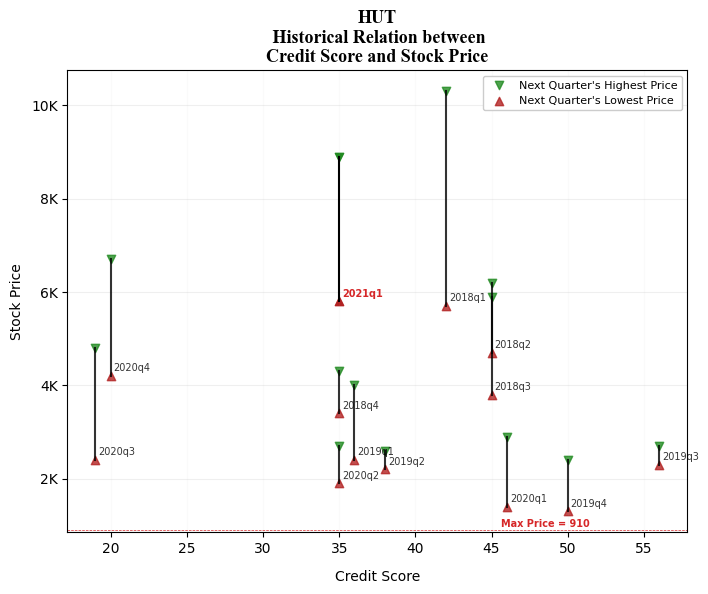 HUT
Historical Relation between
Credit Score and Stock Price
Next Quarter's Highest Price
Next Quarter's Lowest Price
Stock Price
10K
8K
6K
4K
2K
2021q1
2018q1
2018q2
2020q4
2018q3
2018q4
2020q3
2019q1
2019q2
2019q3
2020q2
2020q1
2019q4
Max Price = 910
20
25
30
35
40
45
50
55
Credit Score